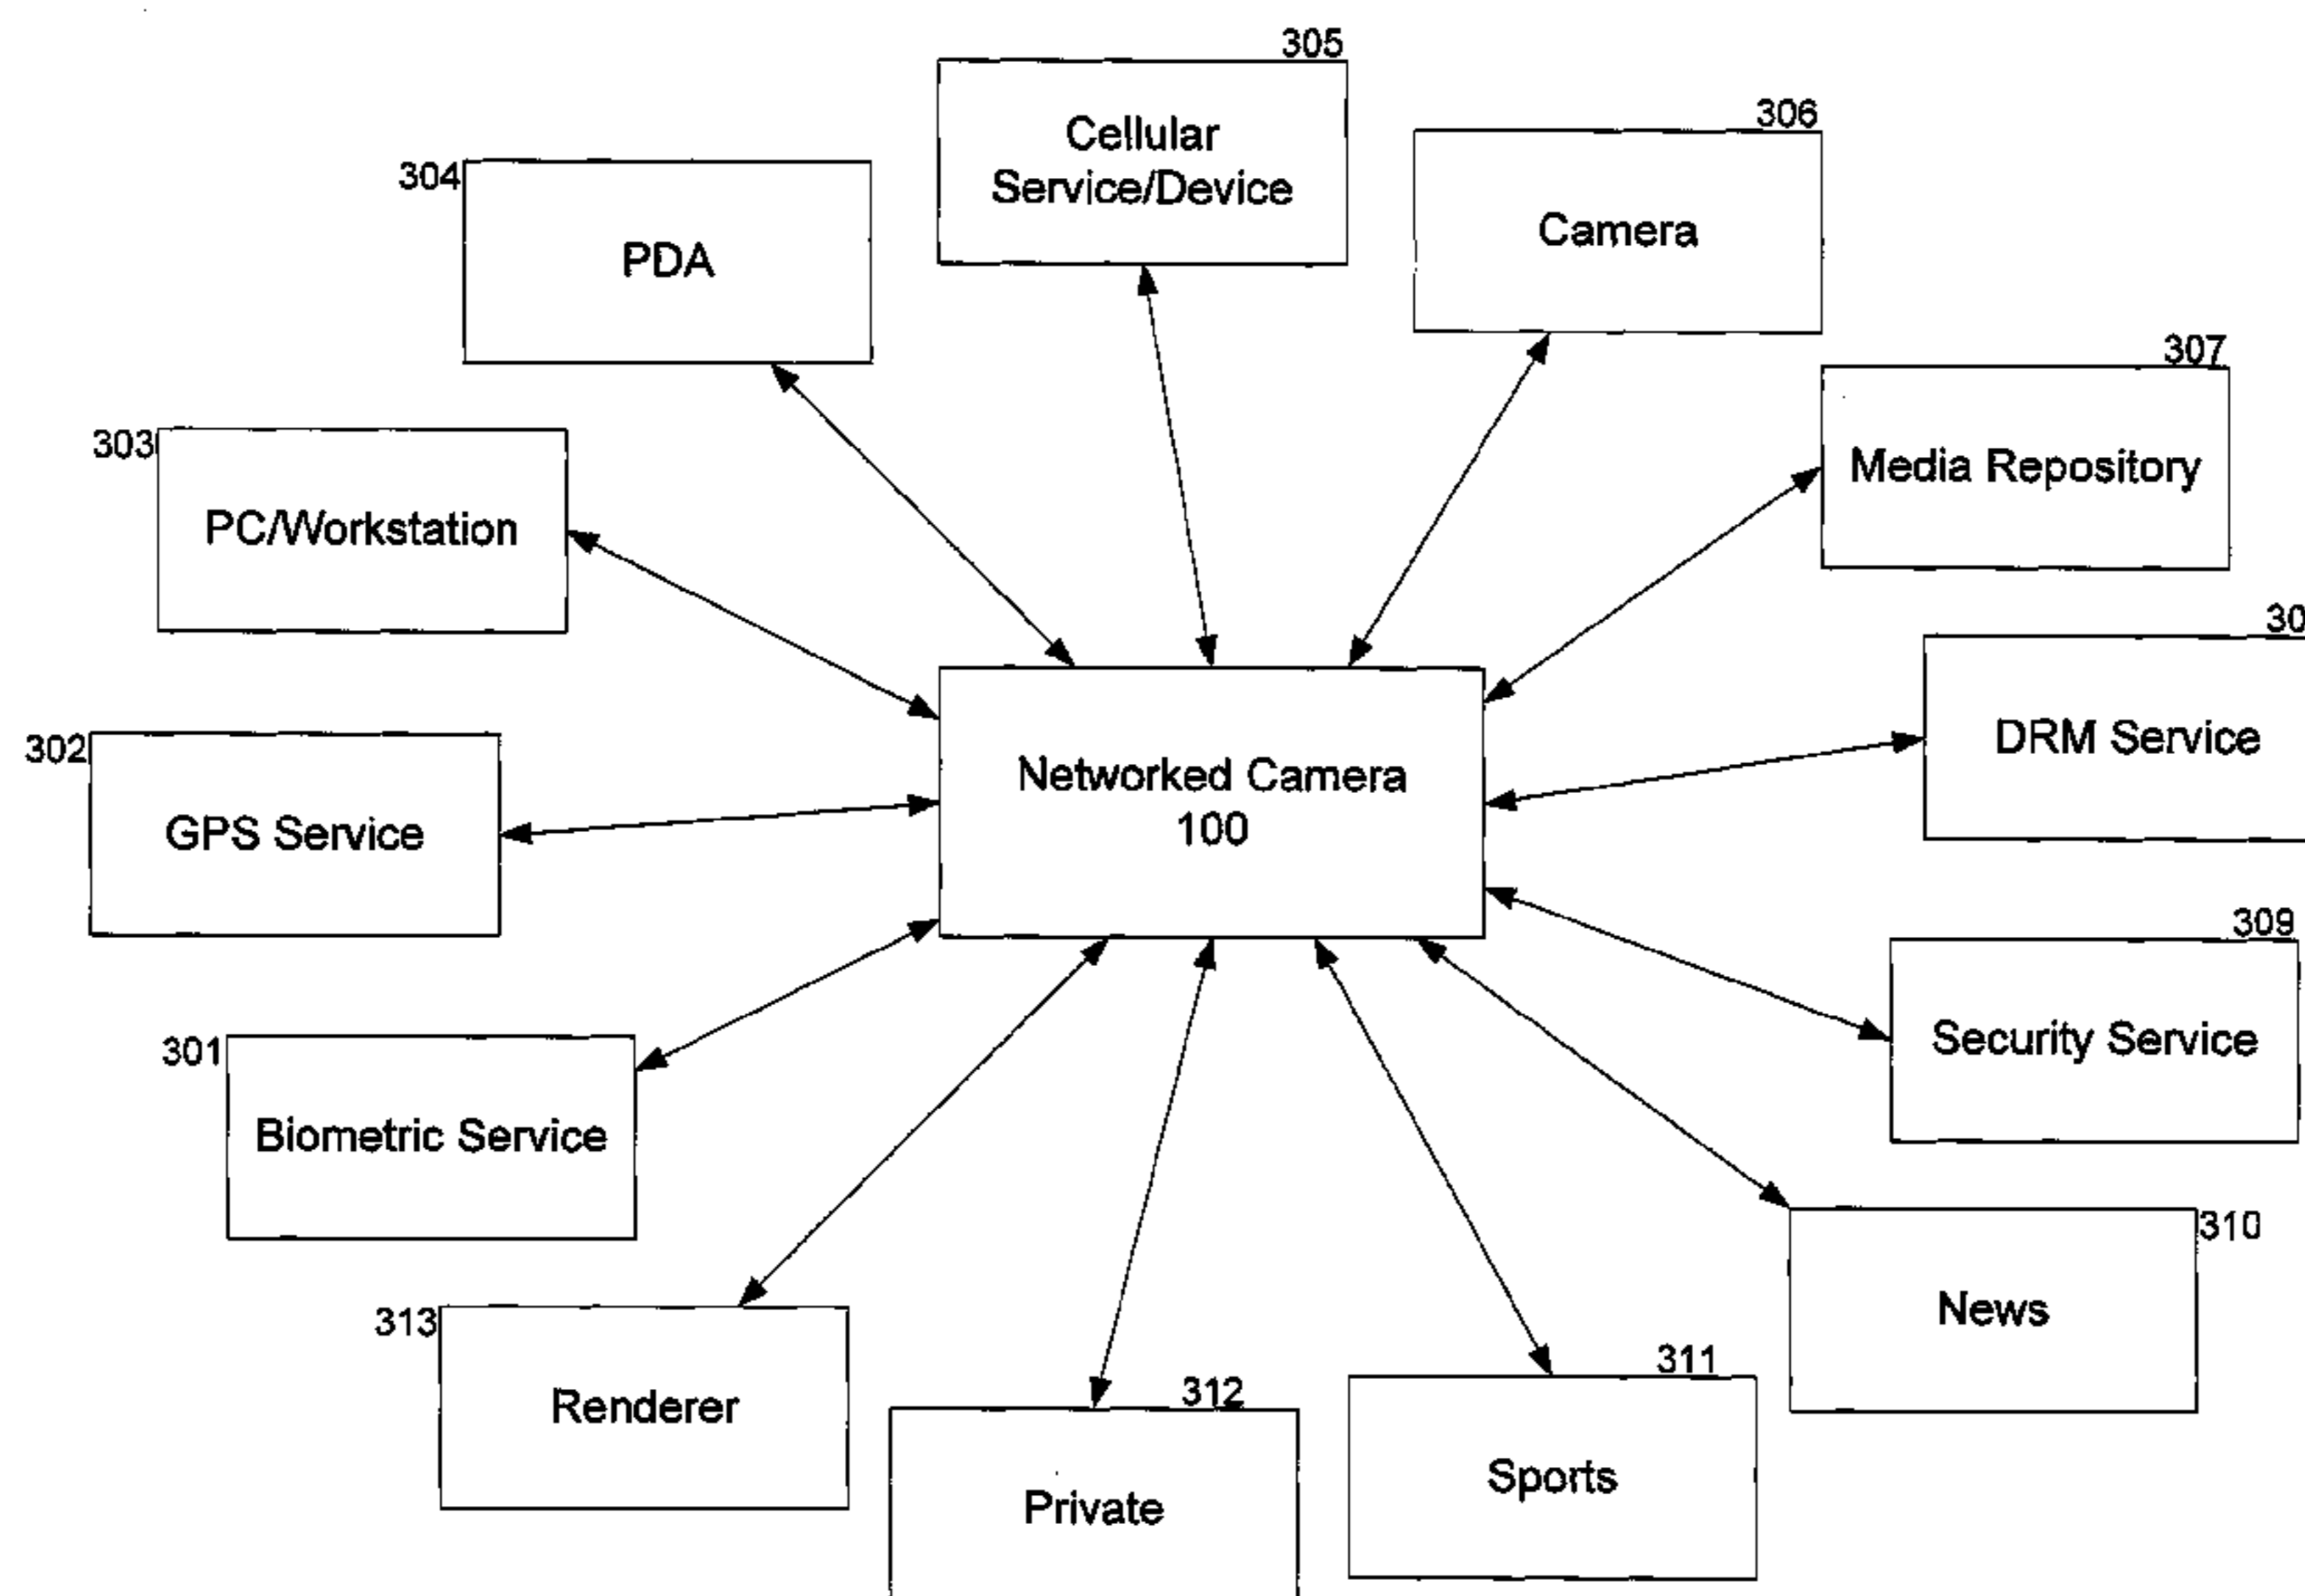 305
Cellular
Service/Device
306
Camera
304
PDA
307
Media Repository
303
PC/Workstation
30
DRM Service
302
GPS Service
Networked Camera
100
309
Security Service
301
Biometric Service
310
News
313
Renderer
312
Private
311
Sports